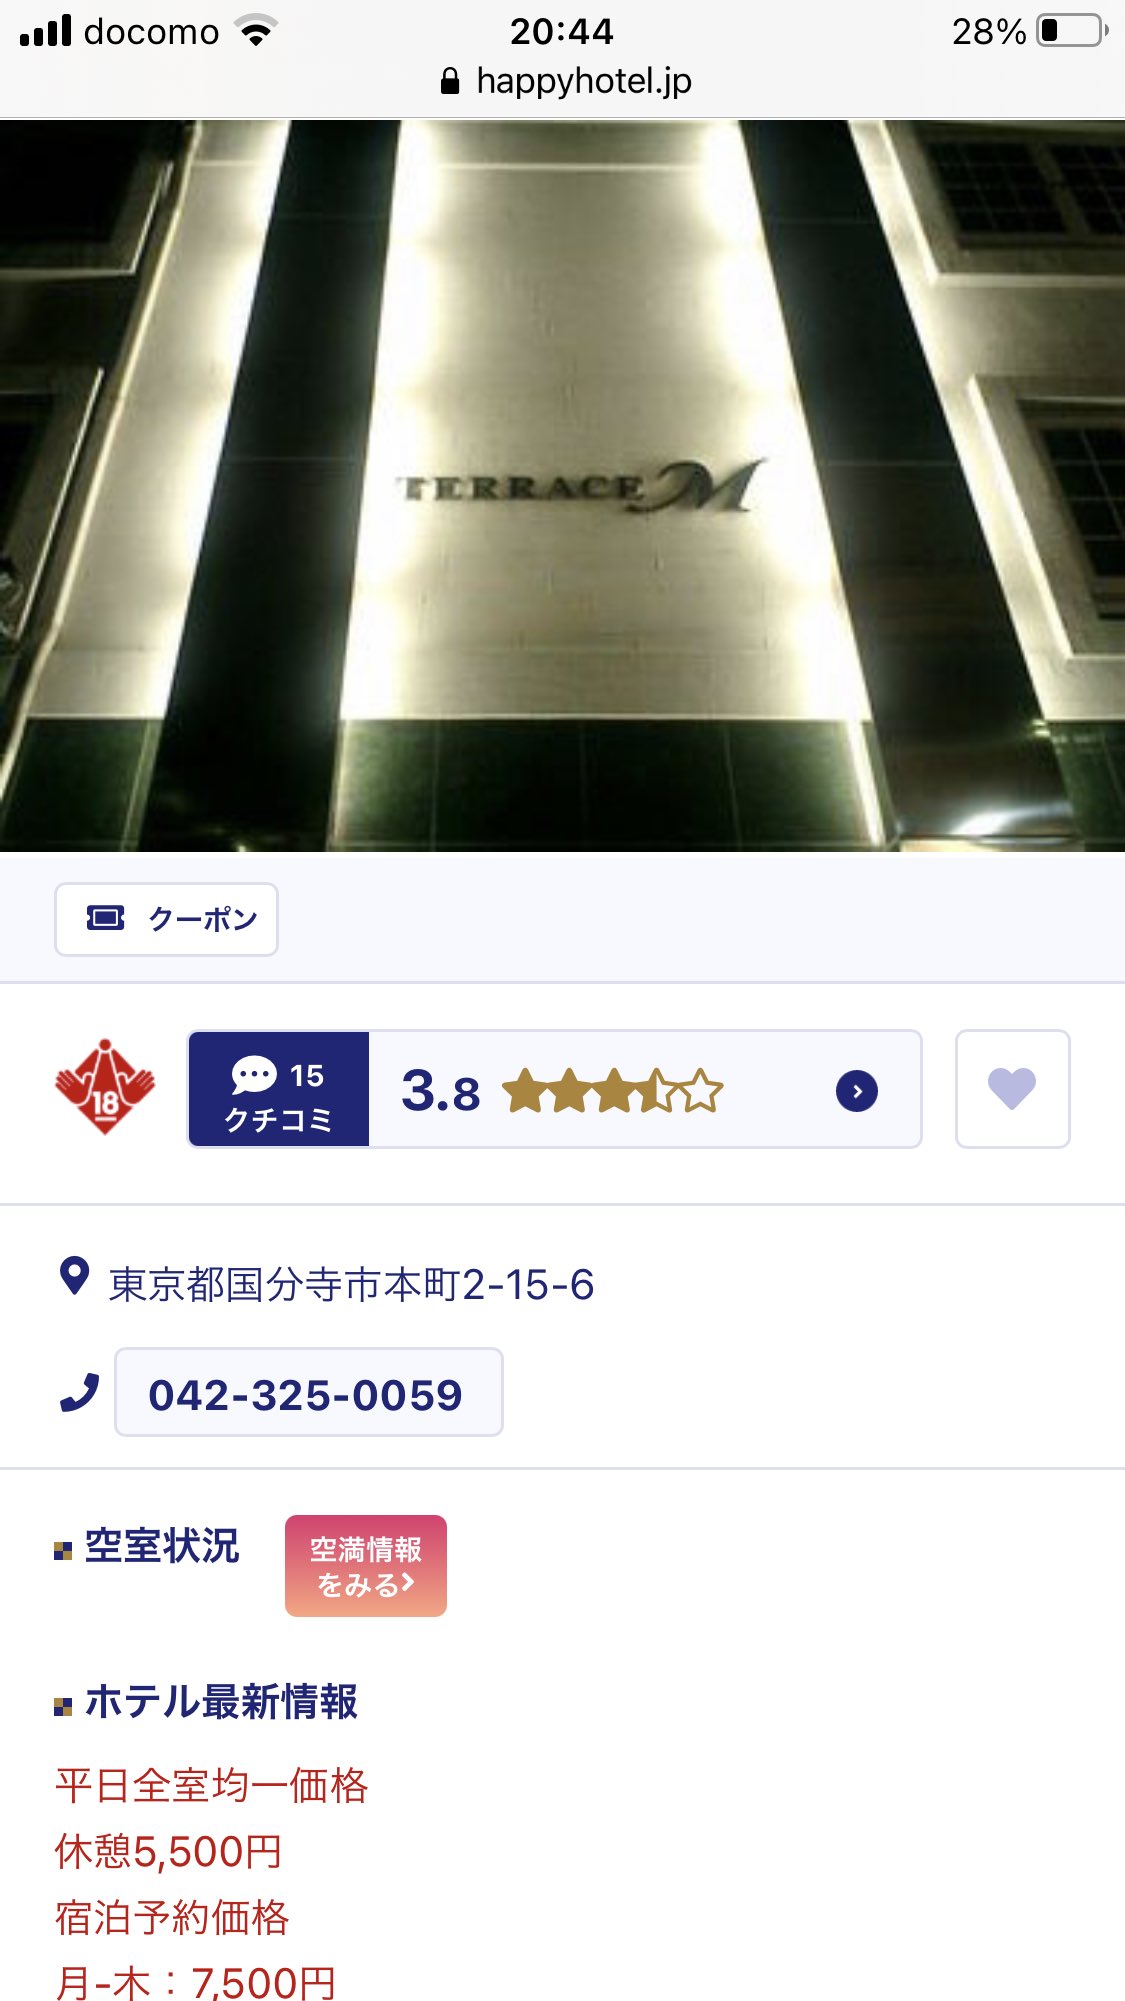 docomo 20:44 28%
happyhotel.jp
TERRACE M
クーポン
18
15
クチコミ
3.8
東京都国分寺市本町2-15-6
042-325-0059
空室状況
空満情報
をみる
ホテル最新情報
平日全室均一価格
休憩5,500円
宿泊予約価格
月-木：7,500円